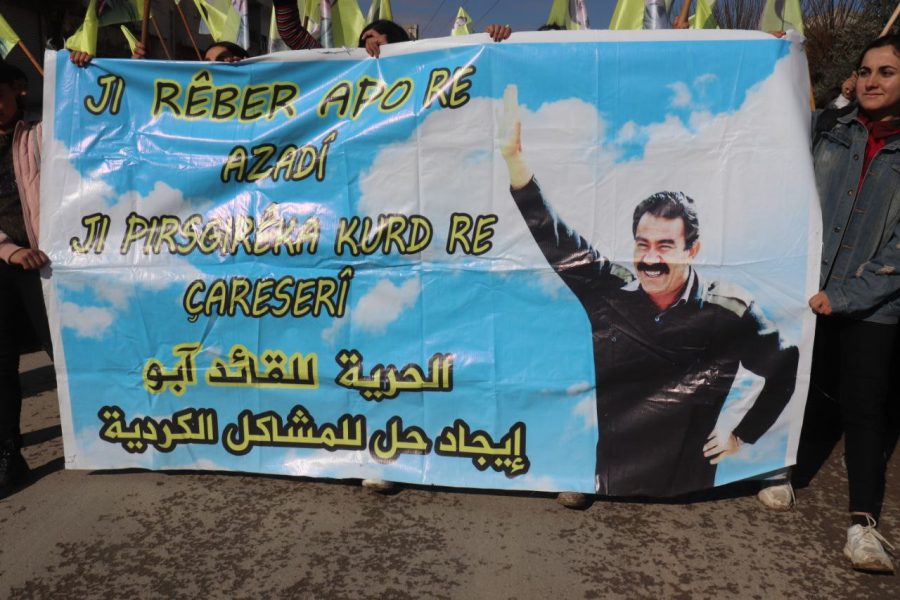 JI RÊBER APO RE
AZADÎ
JI PIRSGIRÊKA KURD RE
ÇARESERÎ
الحرية للقائد آبو
إيجاد حل للمشاكل الكردية